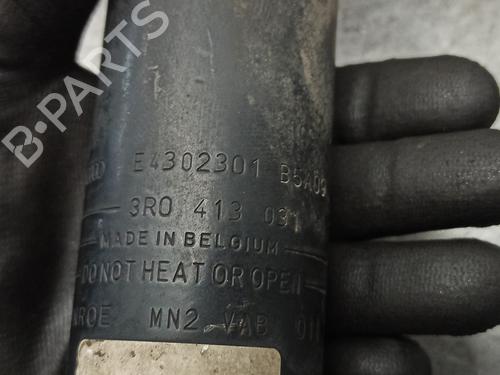 B-PARTS
E4302301 B5A09
3R0 413 031
MADE IN BELGIUM
DO NOT HEAT OR OPEN
MN2 VAB